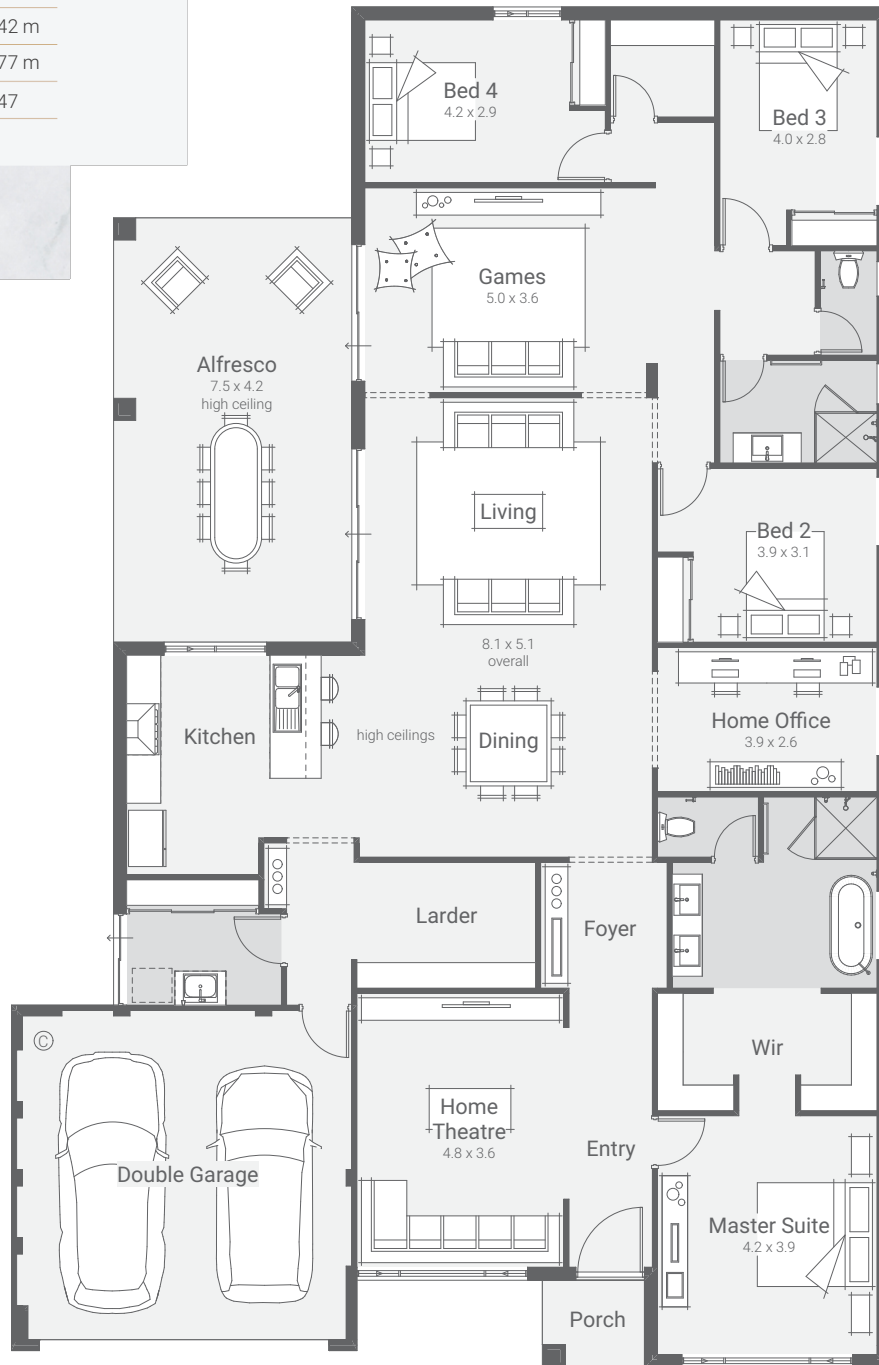 42 m
77 m
47
Bed 4
4.2 x 2.9
Bed 3
4.0 x 2.8
Games
5.0 x 3.6
Alfresco
7.5 x 4.2
high ceiling
Living
Bed 2
3.9 x 3.1
8.1 x 5.1
overall
Home Office
3.9 x 2.6
Kitchen
high ceilings
Dining
Larder
Foyer
Wir
C
Home
Theatre
4.8 x 3.6
Entry
Double Garage
Master Suite
4.2 x 3.9
Porch